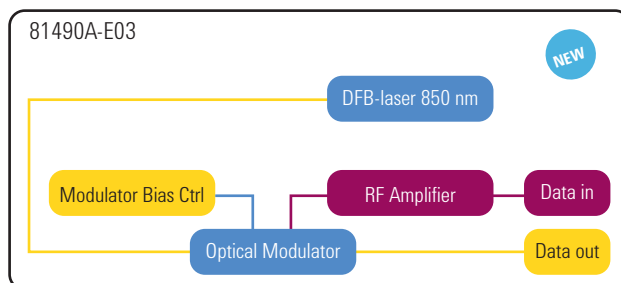 81490A-E03
NEW
DFB-laser 850 nm
Modulator Bias Ctrl
RF Amplifier
Data in
Optical Modulator
Data out